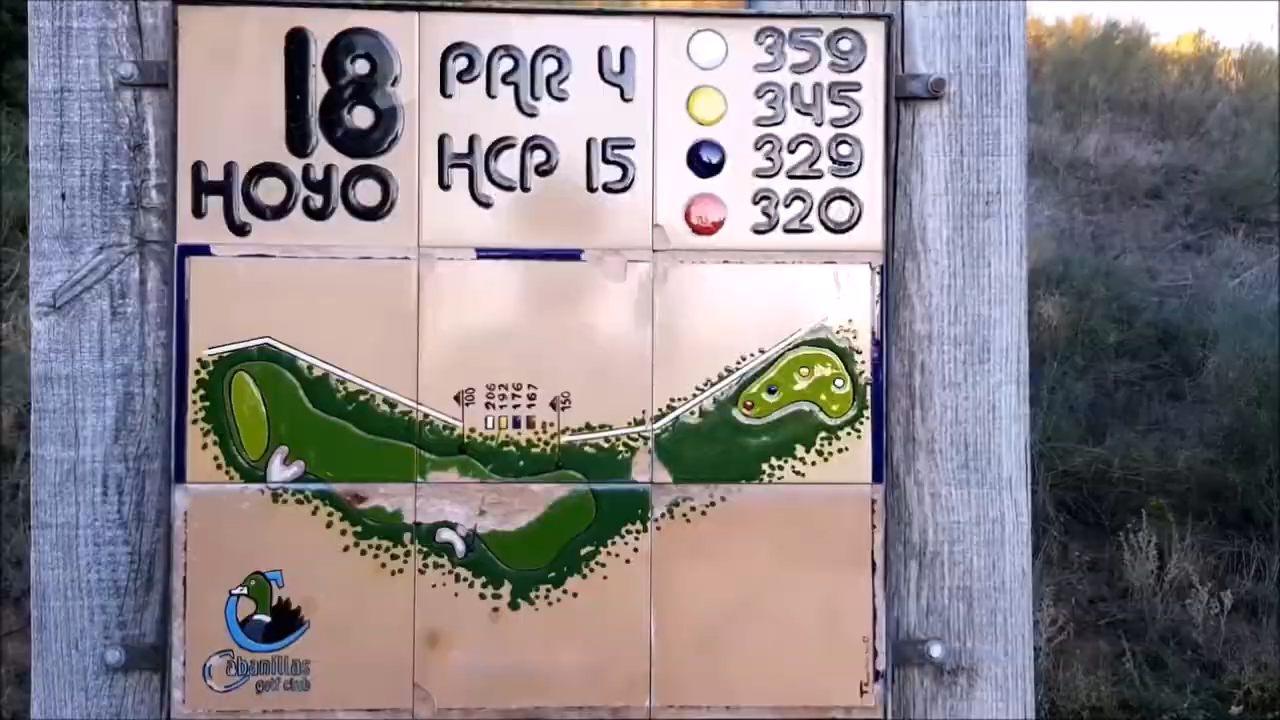 18
HOYO
PAR 4
HCP 15
359
345
329
320
100
206
192
176
167
150
Cabanillas
golf club